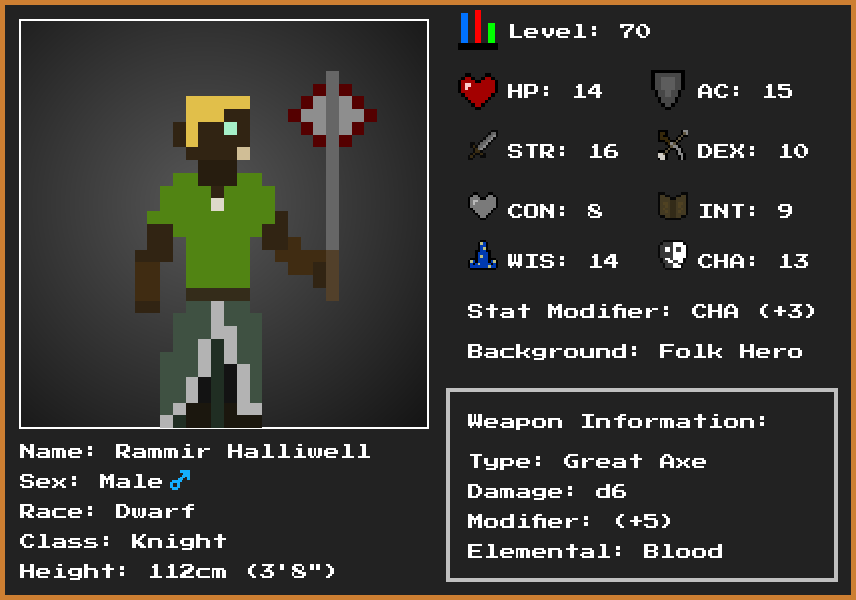 Level: 70
HP: 14 AC: 15
STR: 16 DEX: 10
CON: 8 INT: 9
WIS: 14 CHA: 13
Stat Modifier: CHA (+3)
Background: Folk Hero
Weapon Information:
Type: Great Axe
Damage: d6
Modifier: (+5)
Elemental: Blood
Name: Rammir Halliwell
Sex: Male ♂
Race: Dwarf
Class: Knight
Height: 112cm (3'8")